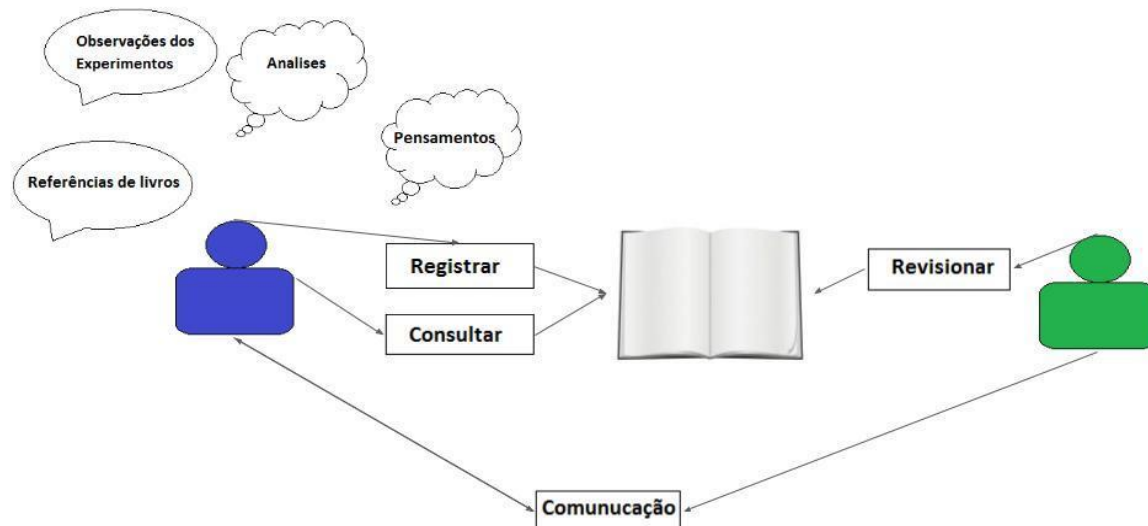 Observações dos
Experimentos
Analises
Pensamentos
Referências de livros
Registrar
Revisionar
Consultar
Comunucação